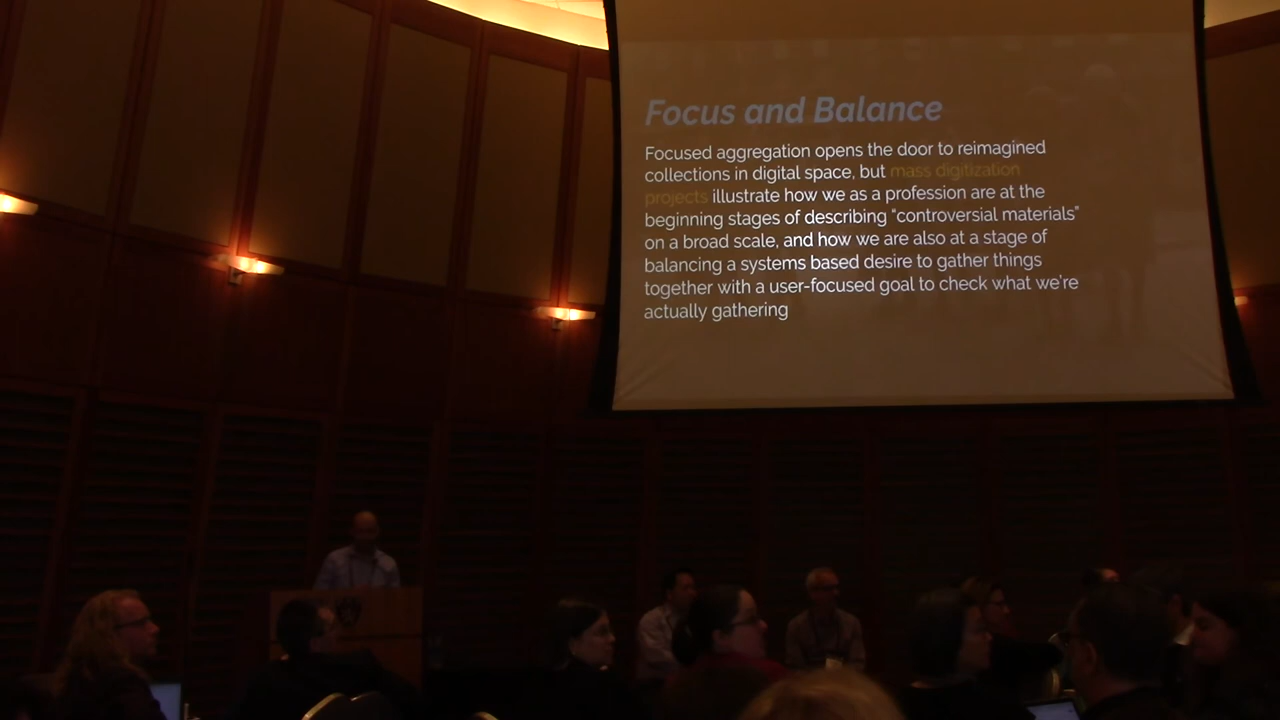 Focus and Balance
Focused aggregation opens the door to reimagined
collections in digital space, but mass digitization
projects illustrate how we as a profession are at the
beginning stages of describing “controversial materials”
on a broad scale, and how we are also at a stage of
balancing a systems based desire to gather things
together with a user-focused goal to check what we’re
actually gathering